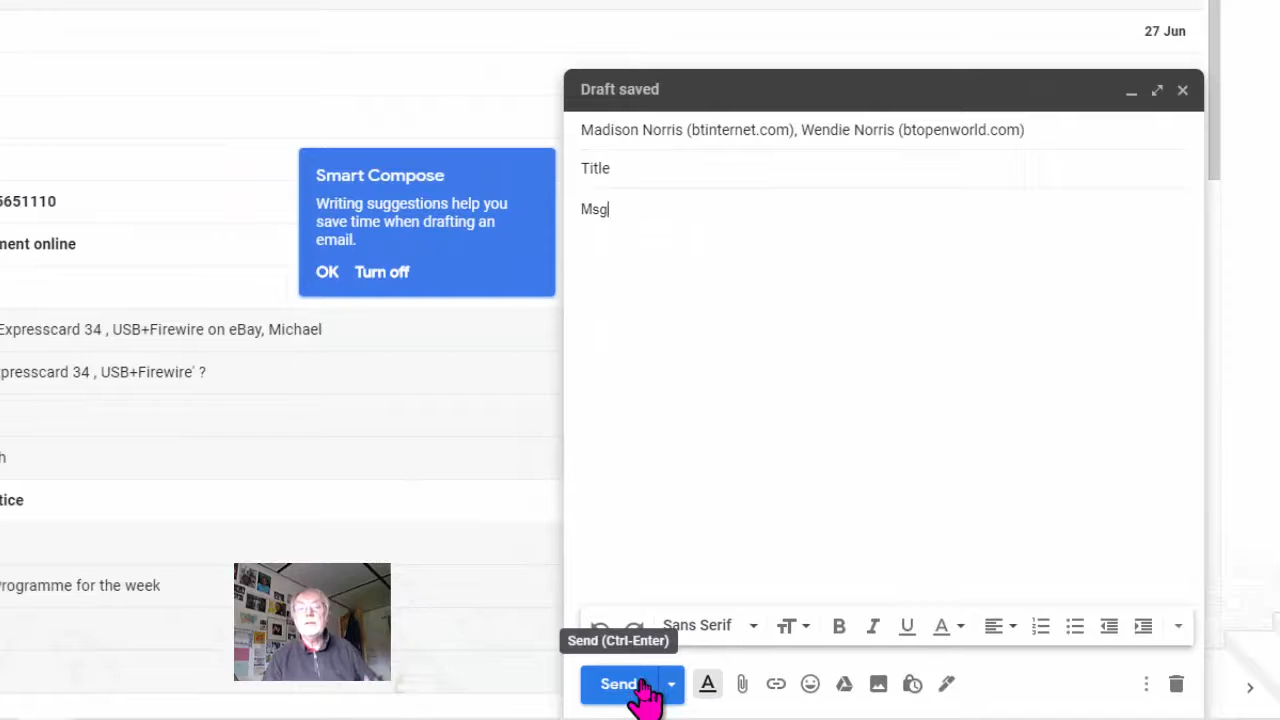 27 Jun
Draft saved
Madison Norris (btinternet.com), Wendie Norris (btopenworld.com)
Title
Msg
Smart Compose
Writing suggestions help you
save time when drafting an
email.
OK Turn off
5651110
ment online
Expresscard 34 , USB+Firewire on eBay, Michael
presscard 34 , USB+Firewire' ?
h
tice
Programme for the week
Sans Serif
Send (Ctrl-Enter)
Send